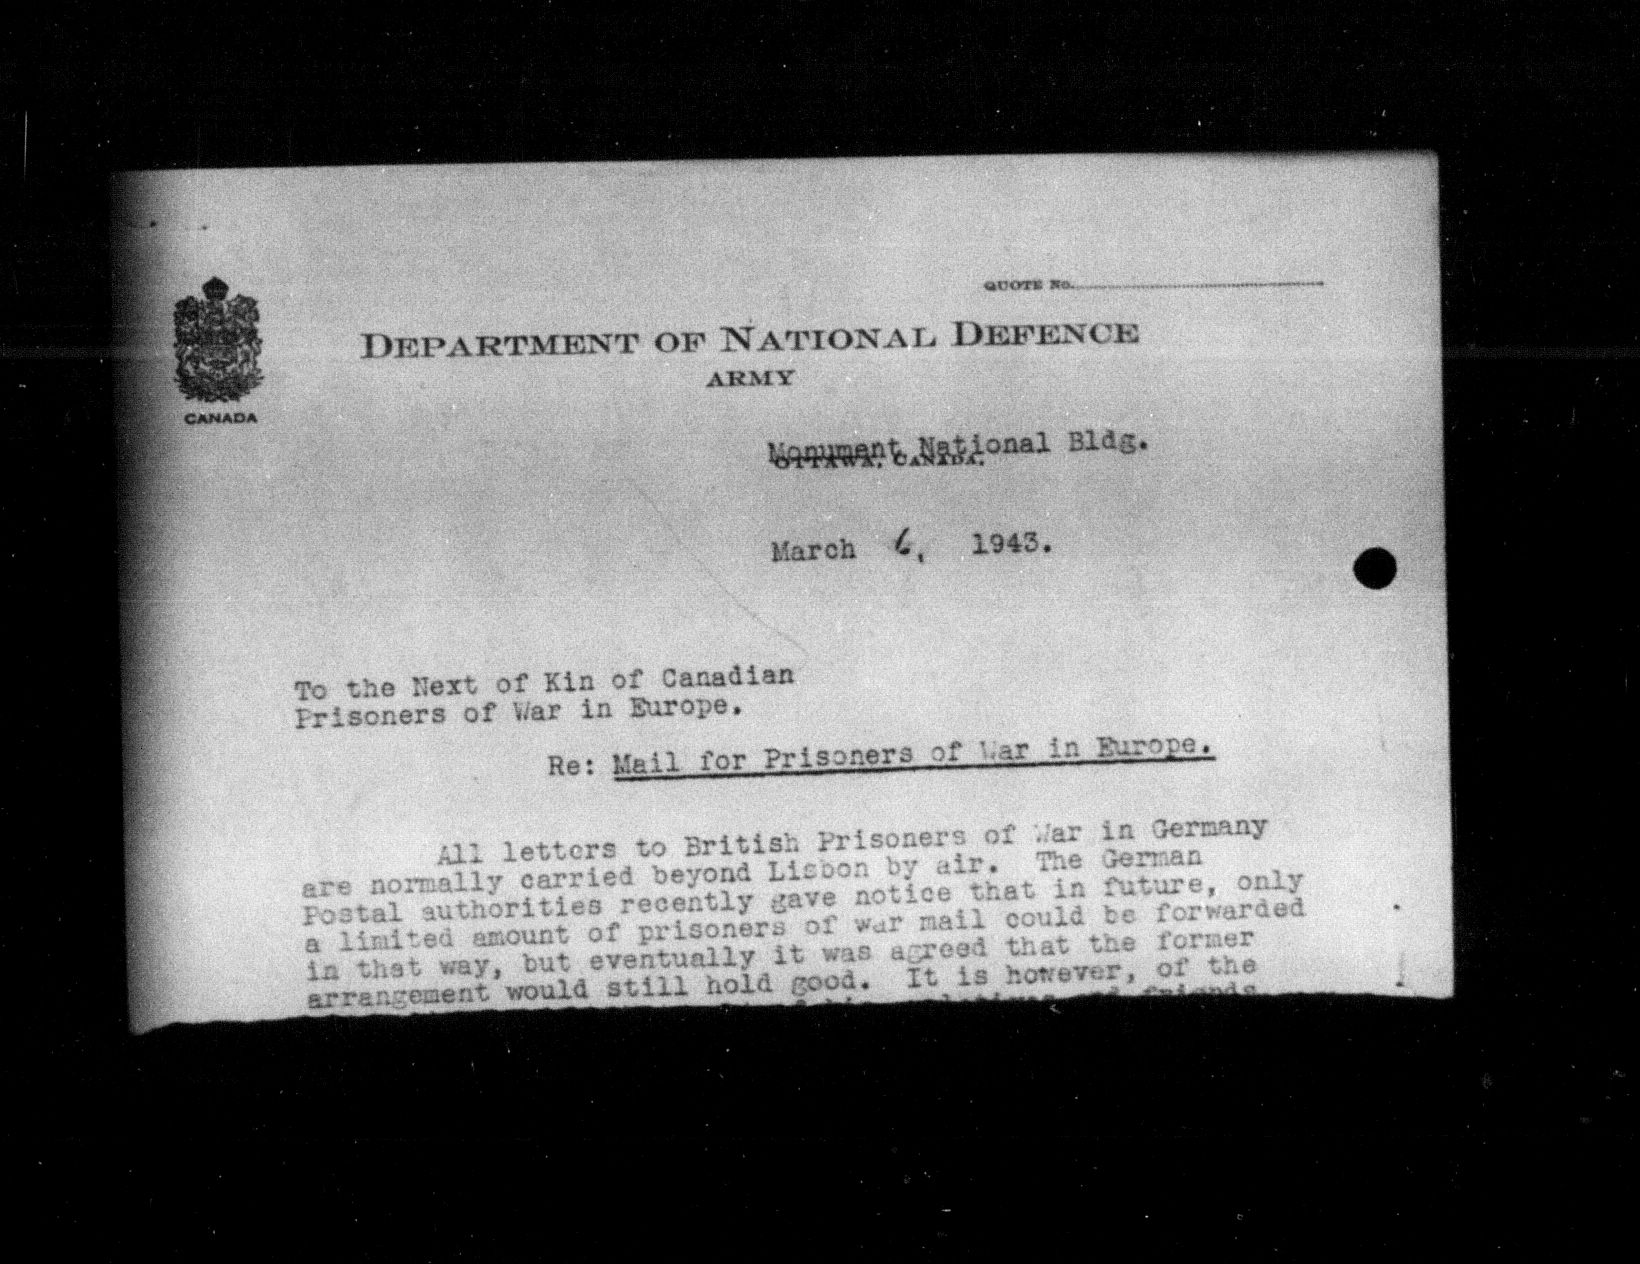 QUOTE No.
DEPARTMENT OF NATIONAL DEFENCE
ARMY
CANADA
Monument National Bldg.
OTTAWA, CANADA.
March 6, 1943.
To the Next of Kin of Canadian
Prisoners of War in Europe.
Re: Mail for Prisoners of War in Europe.
All letters to British Prisoners of War in Germany
are normally carried beyond Lisbon by air. The German
Postal authorities recently gave notice that in future, only
a limited amount of prisoners of war mail could be forwarded
in that way, but eventually it was agreed that the former
arrangement would still hold good. It is however, of the
relatives and friends